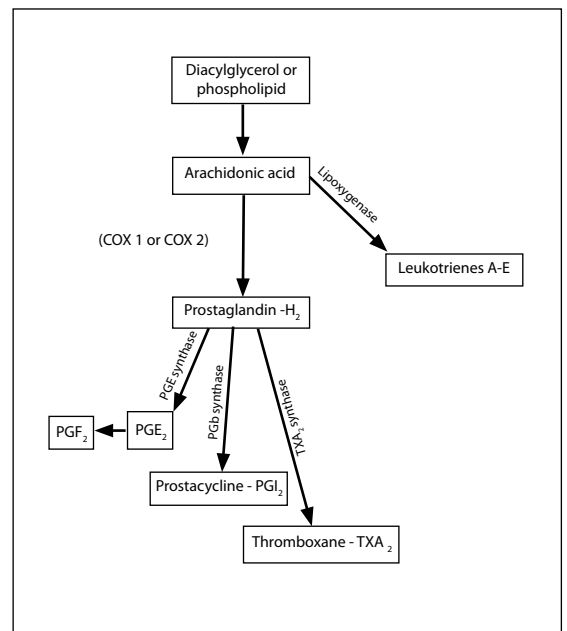 Diacylglycerol or
phospholipid
Arachidonic acid
Lipoxygenase
(COX 1 or COX 2)
Leukotrienes A-E
Prostaglandin -H2
PGE synthase
PGb synthase
TXA2 synthase
PGF2
PGE2
Prostacycline - PGI2
Thromboxane - TXA 2